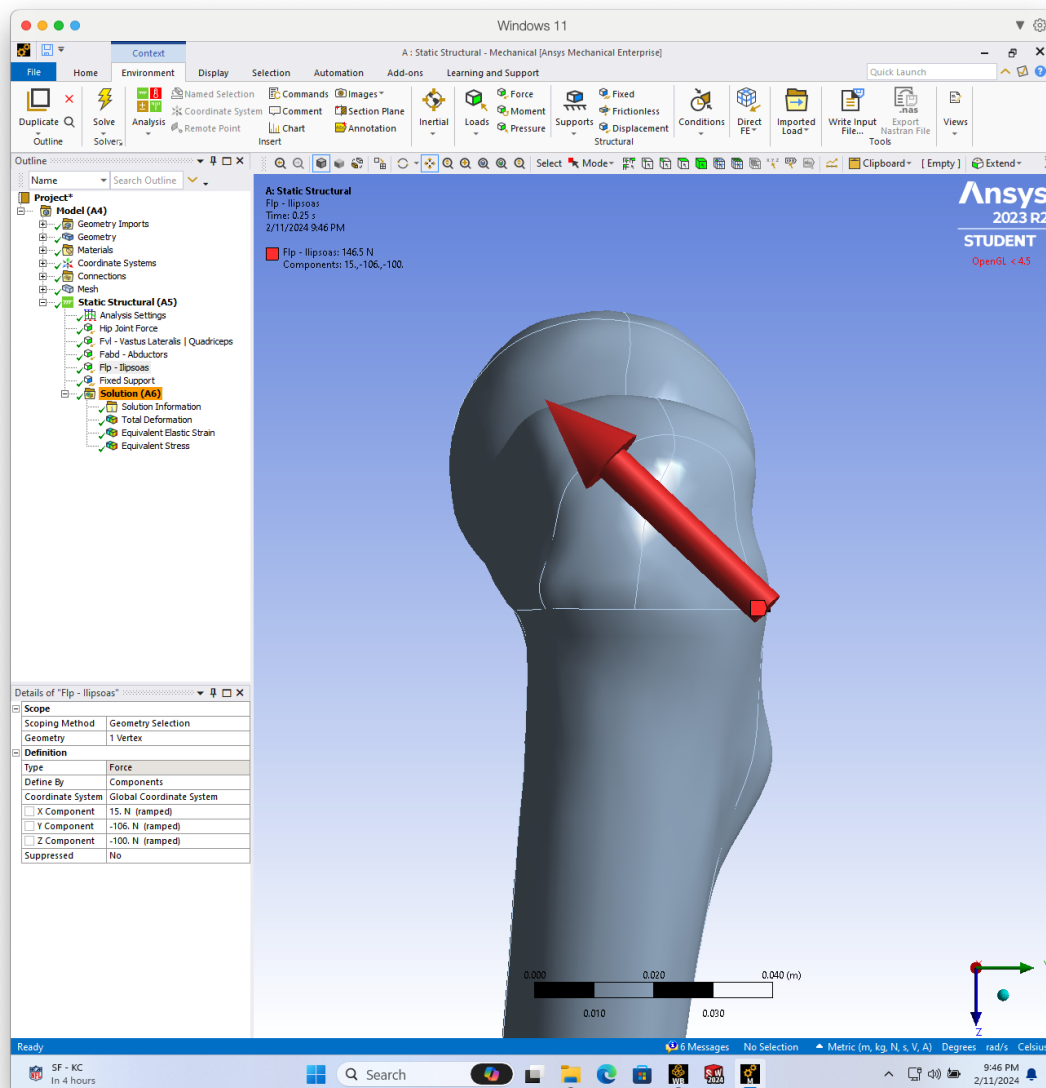 Windows 11
Context
A : Static Structural - Mechanical [Ansys Mechanical Enterprise]
File Home Environment Display Selection Automation Add-ons Learning and Support
Quick Launch
Duplicate
Outline
Solve
Solver
Analysis
Named Selection
Coordinate System
Remote Point
Commands
Comment
Chart
Images
Section Plane
Annotation
Insert
Inertial
Loads
Force
Moment
Pressure
Supports
Fixed
Frictionless
Displacement
Structural
Conditions
Direct FE
Imported Load
Write Input File...
.nas
Export Nastran File
Tools
Views
Outline
Name Search Outline
Select Mode Clipboard [ Empty ] Extend
Project*
Model (A4)
Geometry Imports
Geometry
Materials
Coordinate Systems
Connections
Mesh
Static Structural (A5)
Analysis Settings
Hip Joint Force
Fvl - Vastus Lateralis | Quadriceps
Fabd - Abductors
Flp - Ilipsoas
Fixed Support
Solution (A6)
Solution Information
Total Deformation
Equivalent Elastic Strain
Equivalent Stress
A: Static Structural
Flp - Ilipsoas
Time: 0.25 s
2/11/2024 9:46 PM
Flp - Ilipsoas: 146.5 N
Components: 15.,-106.,-100.
Ansys
2023 R2
STUDENT
OpenGL < 4.5
Details of "Flp - Ilipsoas"
Scope
Scoping Method Geometry Selection
Geometry 1 Vertex
Definition
Type Force
Define By Components
Coordinate System Global Coordinate System
X Component 15. N (ramped)
Y Component -106. N (ramped)
Z Component -100. N (ramped)
Suppressed No
0.000 0.020 0.040 (m)
0.010 0.030
Z
Ready 6 Messages No Selection Metric (m, kg, N, s, V, A) Degrees rad/s Celsius
SF - KC
In 4 hours
Search
WB
SW
2024
M
9:46 PM
2/11/2024